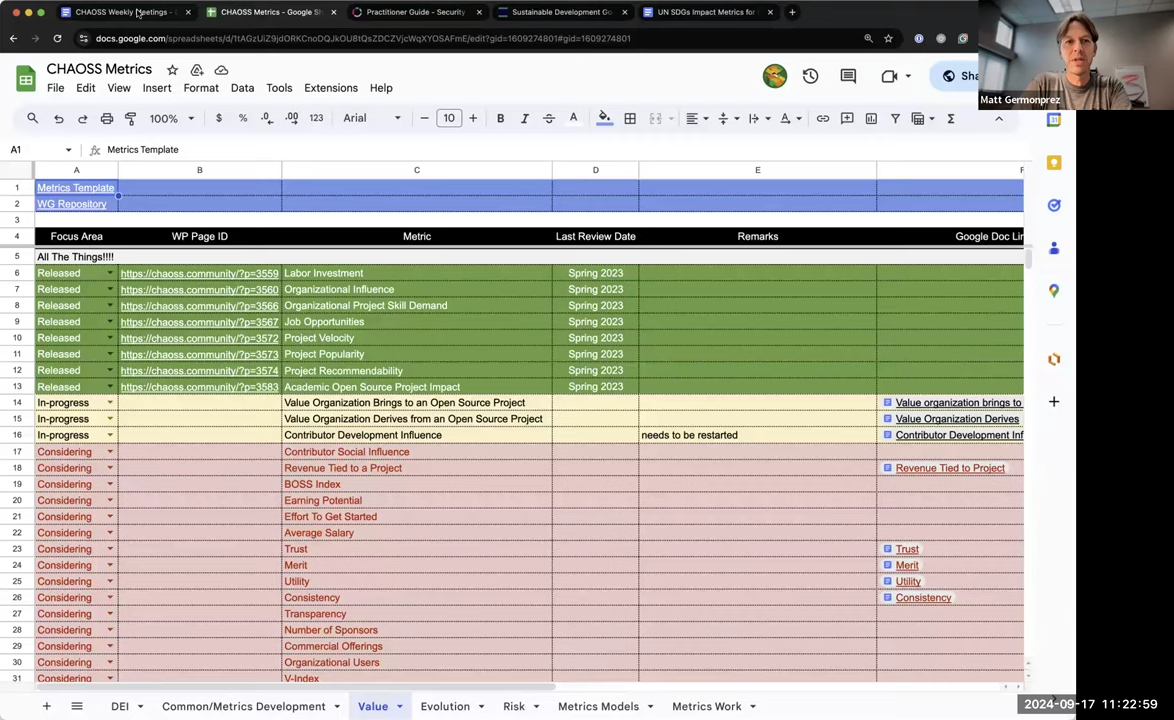 CHAOSS Weekly Meetings -
CHAOSS Metrics - Google Sh
Practitioner Guide - Security
Sustainable Development Go
UN SDGs Impact Metrics for
docs.google.com/spreadsheets/d/1tAGzUiZ9jdORKCnoDQJkOU8tQsZDCZVjcWqXYOSAFmE/edit?gid=1609274801#gid=1609274801
CHAOSS Metrics
File Edit View Insert Format Data Tools Extensions Help
Sha
Matt Germonprez
100% $ % .0 .00 123 Arial 10 B I A
A1 fx Metrics Template
A B C D E F
1 Metrics Template
2 WG Repository
3
4 Focus Area WP Page ID Metric Last Review Date Remarks Google Doc Lin
5 All The Things!!!!
6 Released https://chaoss.community/?p=3559 Labor Investment Spring 2023
7 Released https://chaoss.community/?p=3560 Organizational Influence Spring 2023
8 Released https://chaoss.community/?p=3566 Organizational Project Skill Demand Spring 2023
9 Released https://chaoss.community/?p=3567 Job Opportunities Spring 2023
10 Released https://chaoss.community/?p=3572 Project Velocity Spring 2023
11 Released https://chaoss.community/?p=3573 Project Popularity Spring 2023
12 Released https://chaoss.community/?p=3574 Project Recommendability Spring 2023
13 Released https://chaoss.community/?p=3583 Academic Open Source Project Impact Spring 2023
14 In-progress Value Organization Brings to an Open Source Project Value organization brings to
15 In-progress Value Organization Derives from an Open Source Project Value Organization Derives
16 In-progress Contributor Development Influence needs to be restarted Contributor Development Inf
17 Considering Contributor Social Influence
18 Considering Revenue Tied to a Project Revenue Tied to Project
19 Considering BOSS Index
20 Considering Earning Potential
21 Considering Effort To Get Started
22 Considering Average Salary
23 Considering Trust Trust
24 Considering Merit Merit
25 Considering Utility Utility
26 Considering Consistency Consistency
27 Considering Transparency
28 Considering Number of Sponsors
29 Considering Commercial Offerings
30 Considering Organizational Users
31 Considering V-Index
DEI Common/Metrics Development Value Evolution Risk Metrics Models Metrics Work
2024-09-17 11:22:59